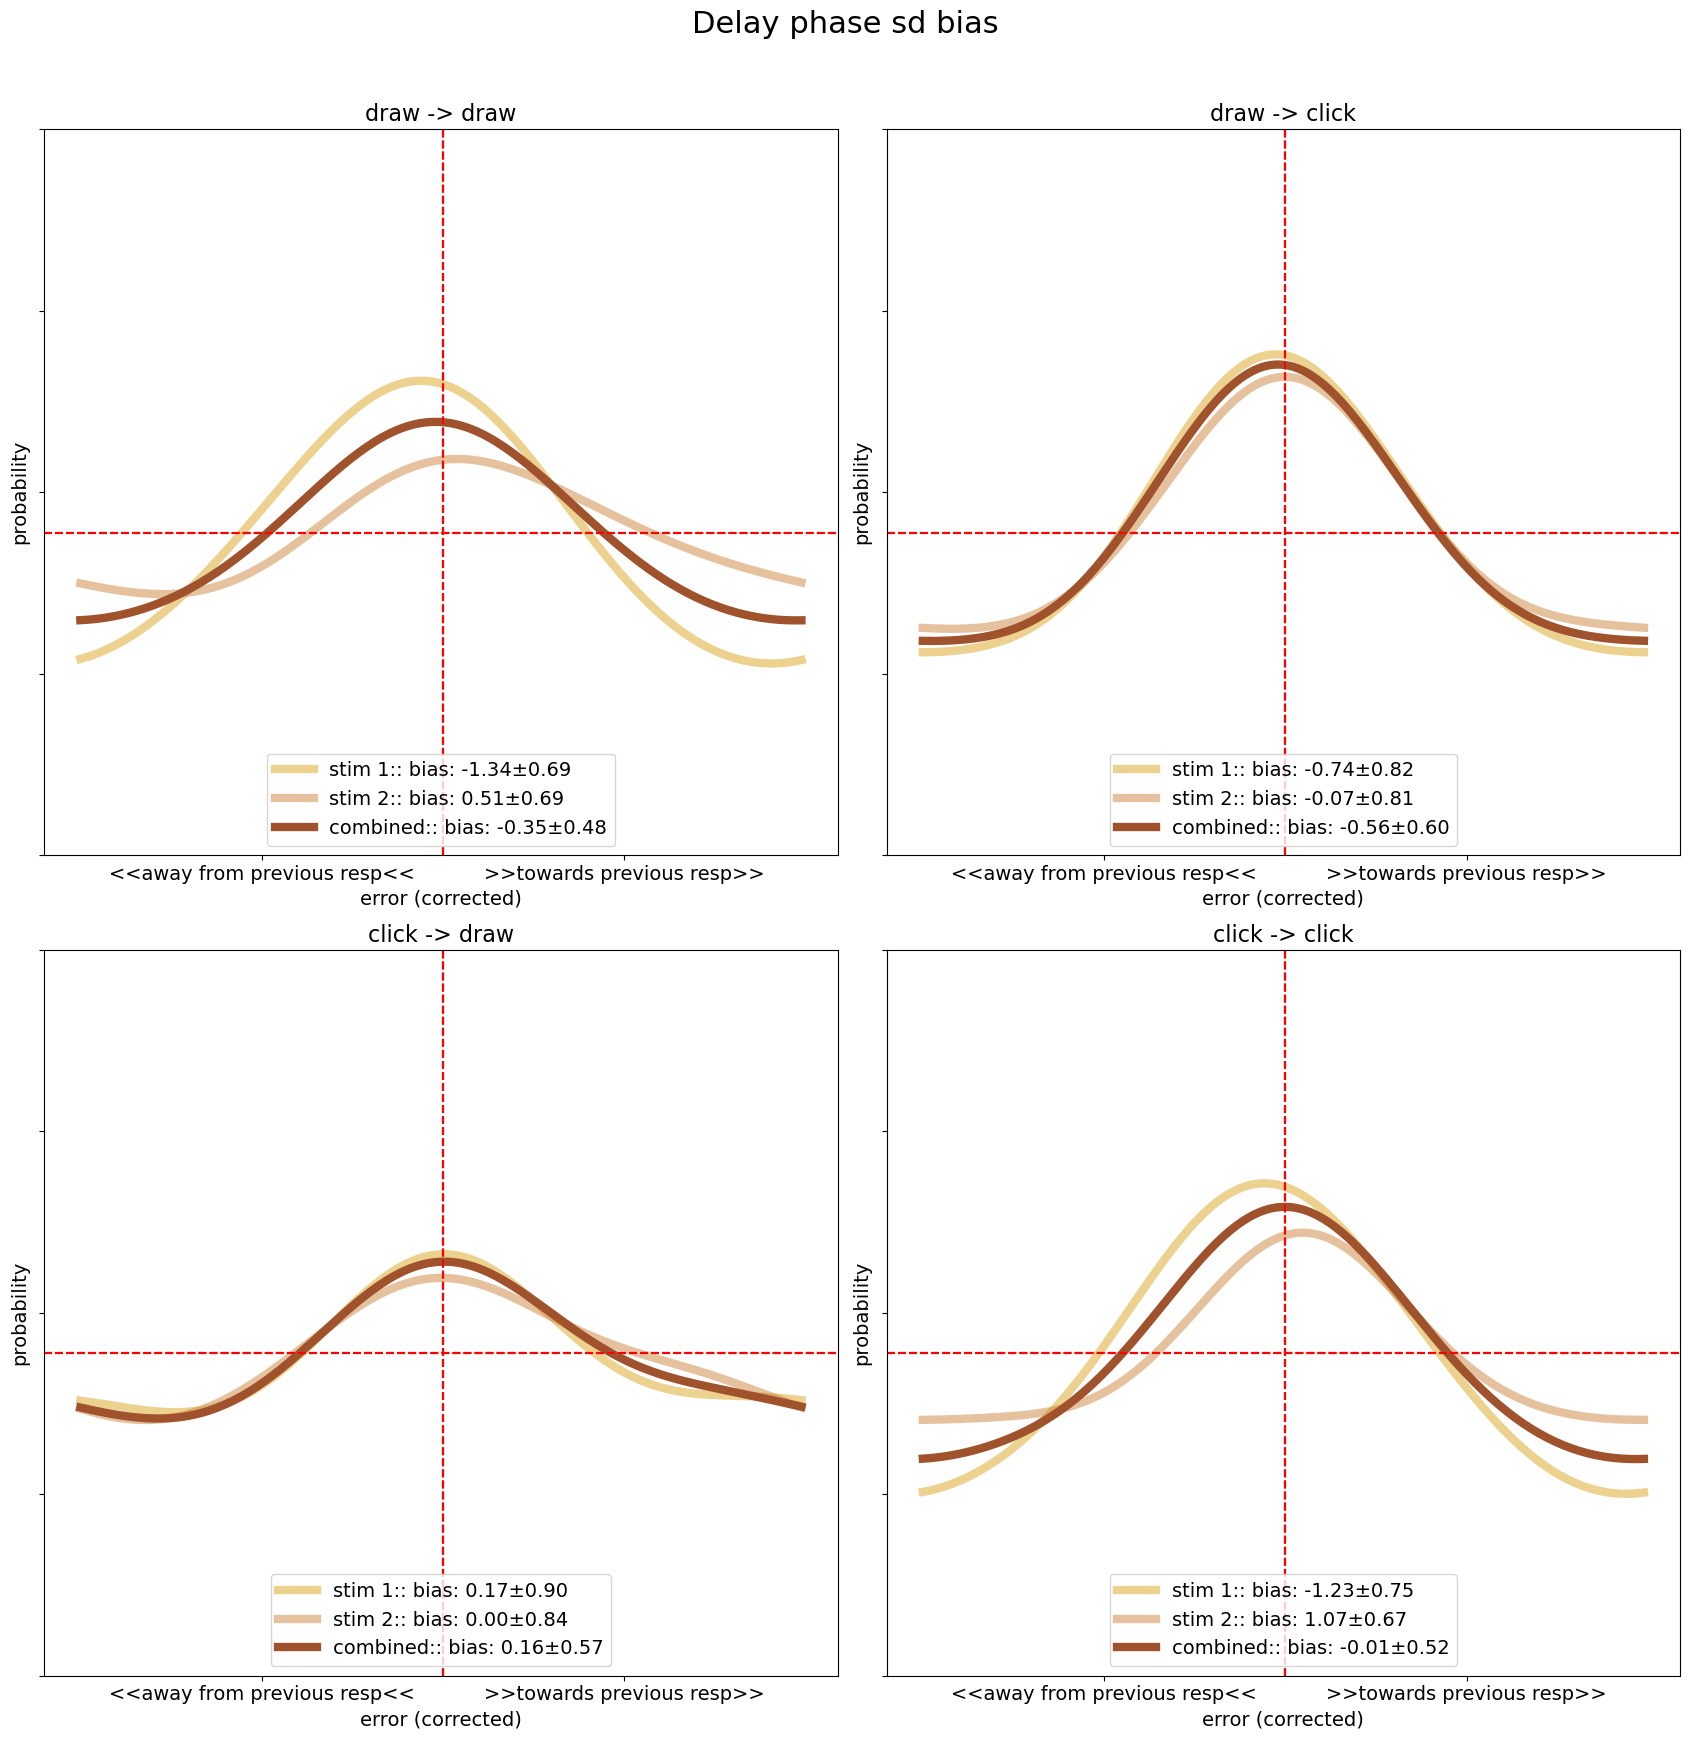 Delay phase sd bias
draw -> draw
probability
stim 1:: bias: -1.34±0.69
stim 2:: bias: 0.51±0.69
combined:: bias: -0.35±0.48
<<away from previous resp<< >>towards previous resp>>
error (corrected)
draw -> click
probability
stim 1:: bias: -0.74±0.82
stim 2:: bias: -0.07±0.81
combined:: bias: -0.56±0.60
<<away from previous resp<< >>towards previous resp>>
error (corrected)
click -> draw
probability
stim 1:: bias: 0.17±0.90
stim 2:: bias: 0.00±0.84
combined:: bias: 0.16±0.57
<<away from previous resp<< >>towards previous resp>>
error (corrected)
click -> click
probability
stim 1:: bias: -1.23±0.75
stim 2:: bias: 1.07±0.67
combined:: bias: -0.01±0.52
<<away from previous resp<< >>towards previous resp>>
error (corrected)